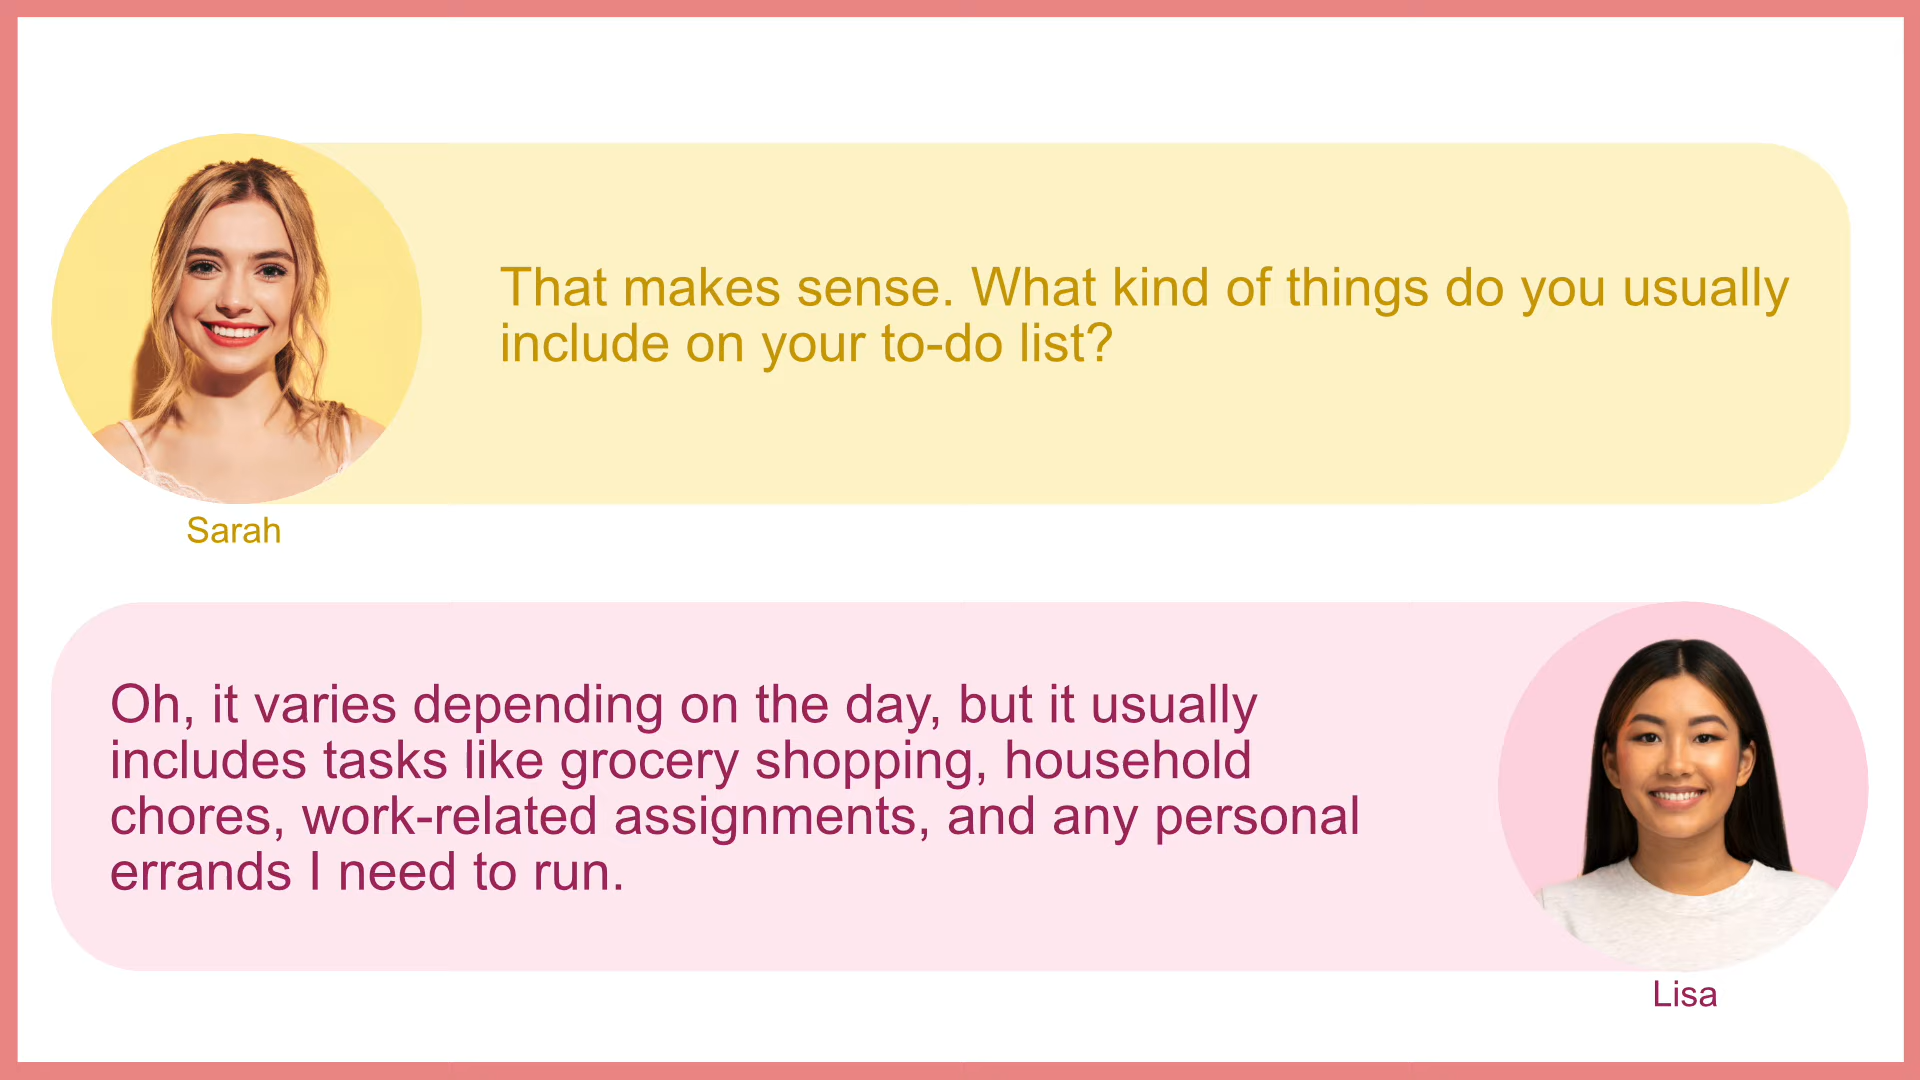 That makes sense. What kind of things do you usually
include on your to-do list?
Sarah
Oh, it varies depending on the day, but it usually
includes tasks like grocery shopping, household
chores, work-related assignments, and any personal
errands I need to run.
Lisa